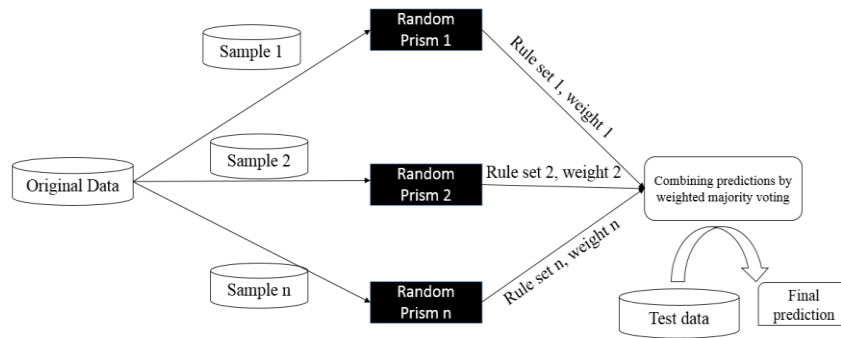 Sample 1
Random
Prism 1
Rule set 1, weight 1
Original Data
Sample 2
Random
Prism 2
Rule set 2, weight 2
Combining predictions by
weighted majority voting
Sample n
Random
Prism n
Rule set n, weight n
Test data
Final
prediction